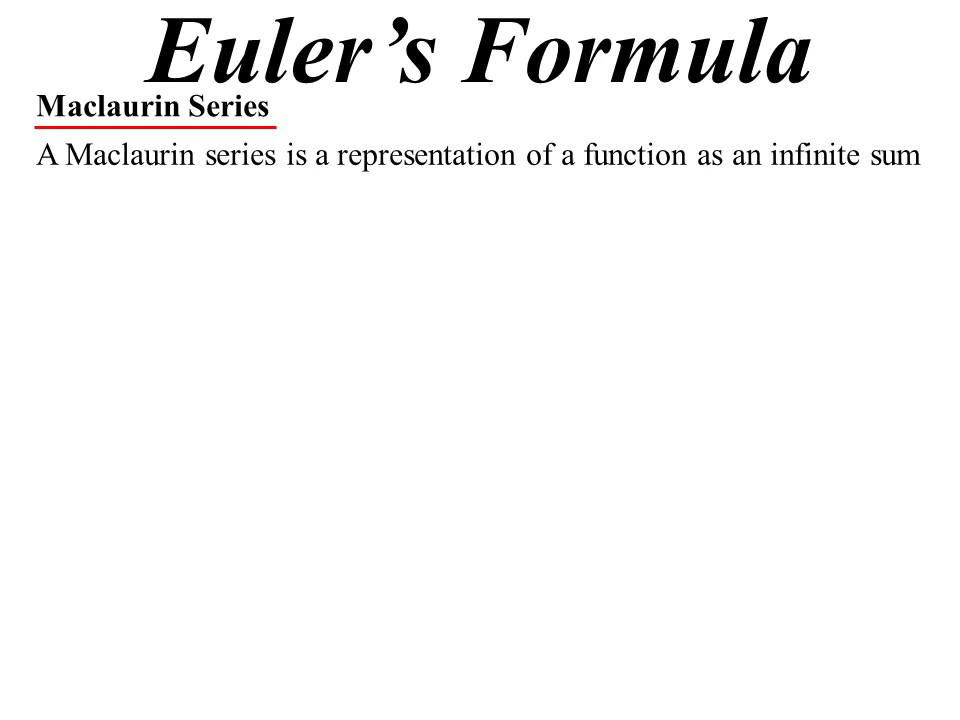 Euler’s Formula
Maclaurin Series
A Maclaurin series is a representation of a function as an infinite sum